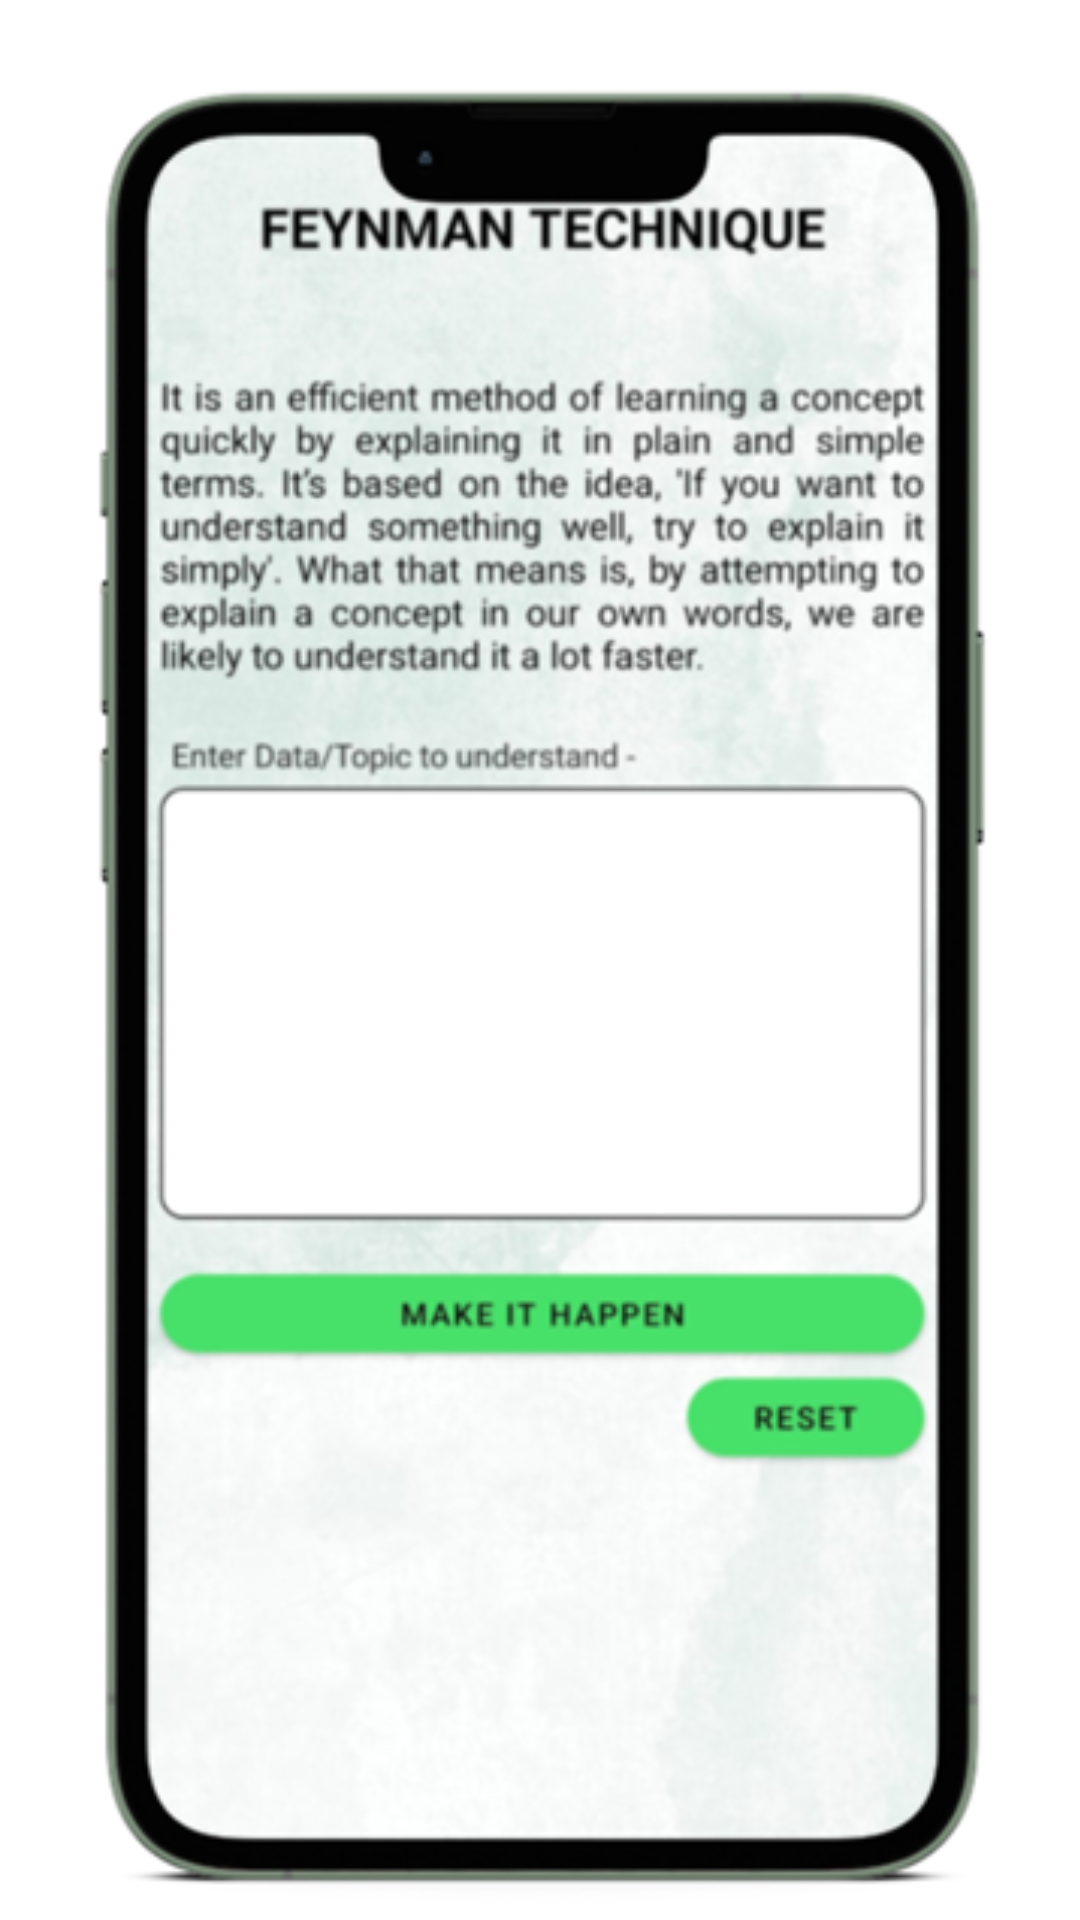 FEYNMAN TECHNIQUE
It is an efficient method of learning a concept
quickly by explaining it in plain and simple
terms. It's based on the idea, 'If you want to
understand something well, try to explain it
simply'. What that means is, by attempting to
explain a concept in our own words, we are
likely to understand it a lot faster.
Enter Data/Topic to understand -
MAKE IT HAPPEN
RESET